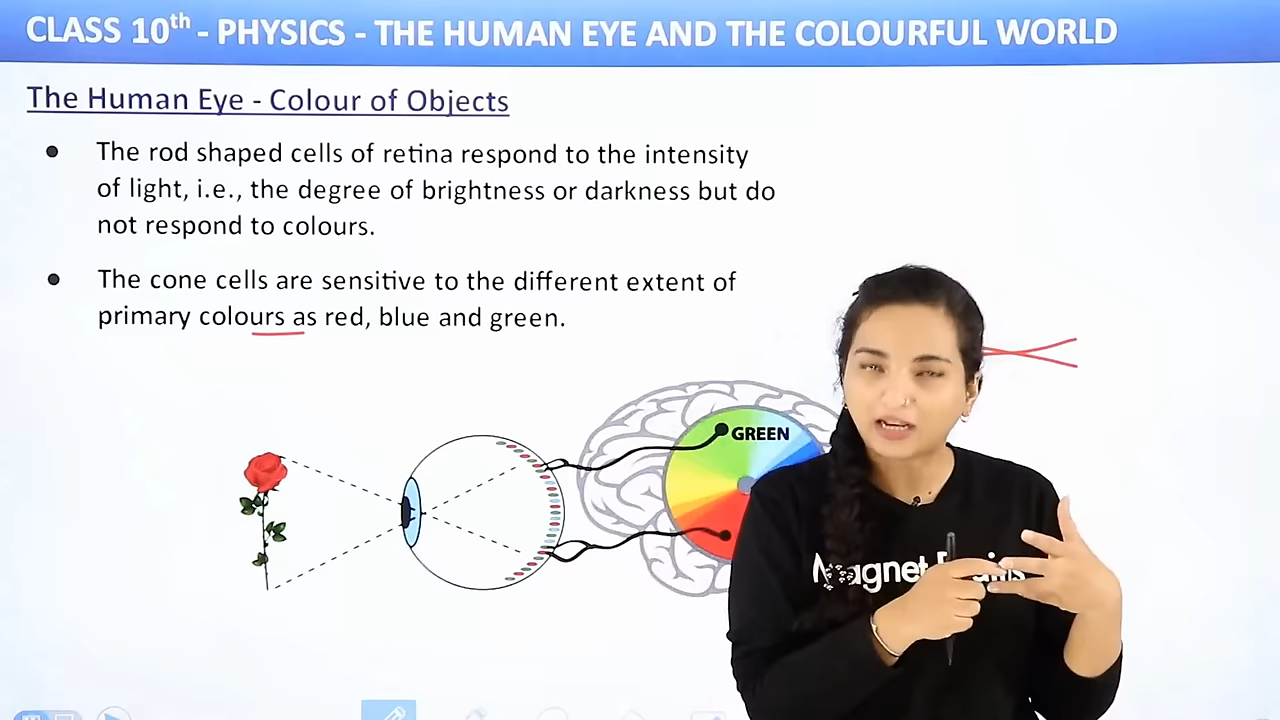 CLASS 10th - PHYSICS - THE HUMAN EYE AND THE COLOURFUL WORLD
The Human Eye - Colour of Objects
● The rod shaped cells of retina respond to the intensity
of light, i.e., the degree of brightness or darkness but do
not respond to colours.
● The cone cells are sensitive to the different extent of
primary colours as red, blue and green.
GREEN